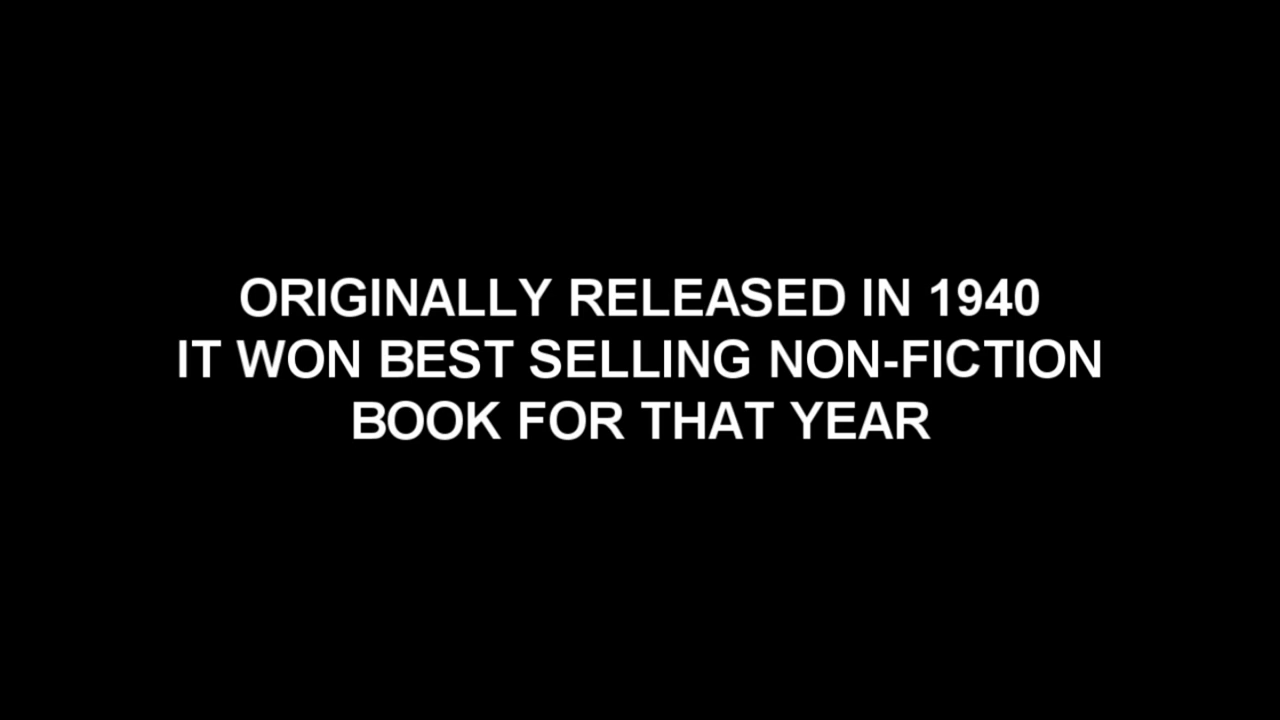 ORIGINALLY RELEASED IN 1940
IT WON BEST SELLING NON-FICTION
BOOK FOR THAT YEAR